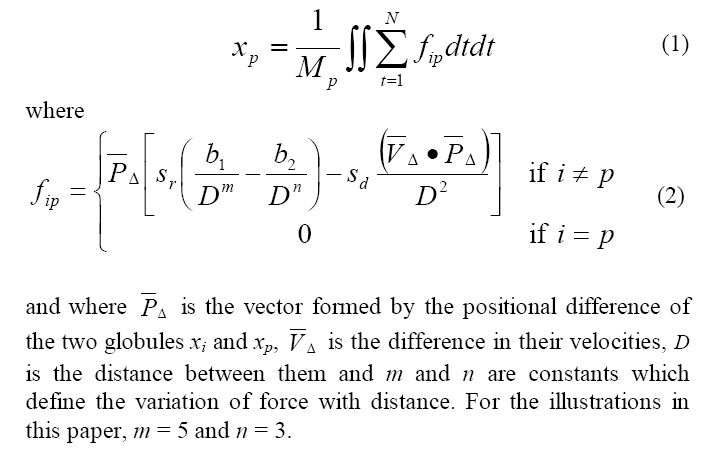 x_p = \frac{1}{M_p} \iint \sum_{t=1}^{N} f_{ip} dt dt (1)
where
f_{ip} = \begin{cases} \overline{P}_\Delta \left[ s_r \left( \frac{b_1}{D^m} - \frac{b_2}{D^n} \right) - s_d \frac{\left( \overline{V}_\Delta \bullet \overline{P}_\Delta \right)}{D^2} \right] & \text{if } i \neq p \\ 0 & \text{if } i = p \end{cases} (2)
and where \overline{P}_\Delta is the vector formed by the positional difference of
the two globules x_i and x_p, \overline{V}_\Delta is the difference in their velocities, D
is the distance between them and m and n are constants which
define the variation of force with distance. For the illustrations in
this paper, m = 5 and n = 3.